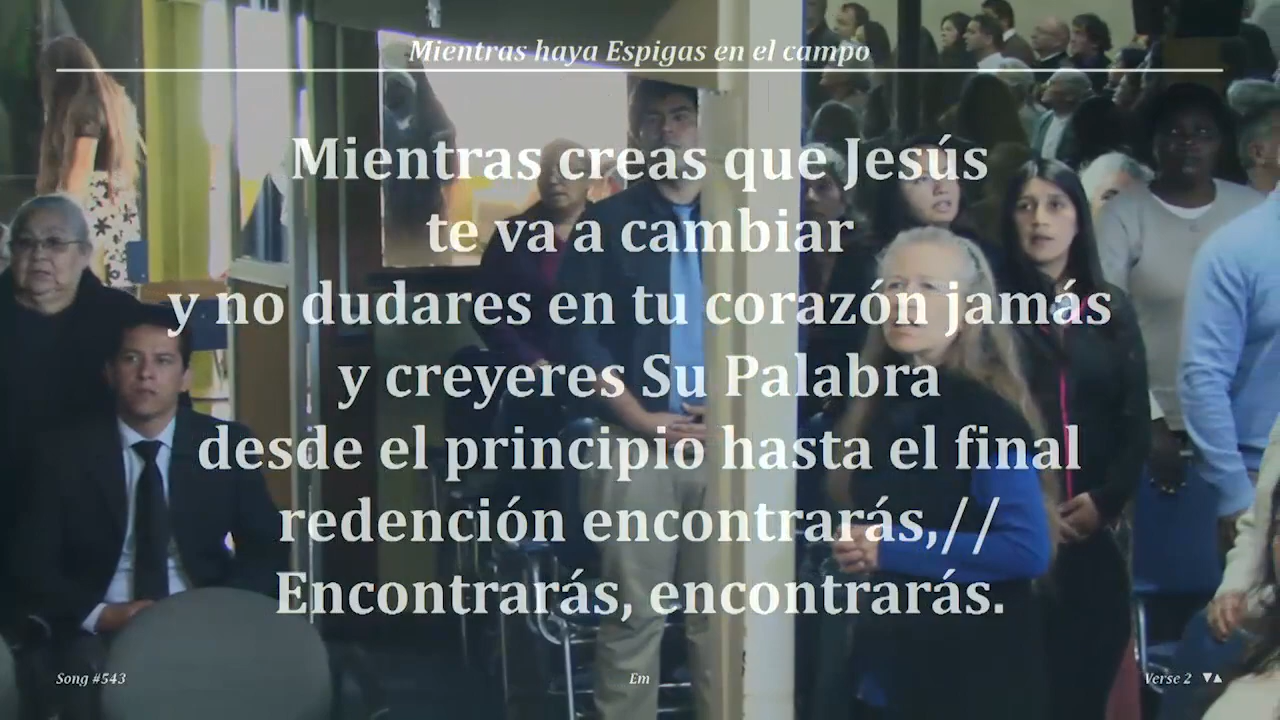 Mientras haya Espigas en el campo
Mientras creas que Jesús
te va a cambiar
y no dudares en tu corazón jamás
y creyeres Su Palabra
desde el principio hasta el final
redención encontrarás,//
Encontrarás, encontrarás.
Song #543
Em
Verse 2 ▼▲